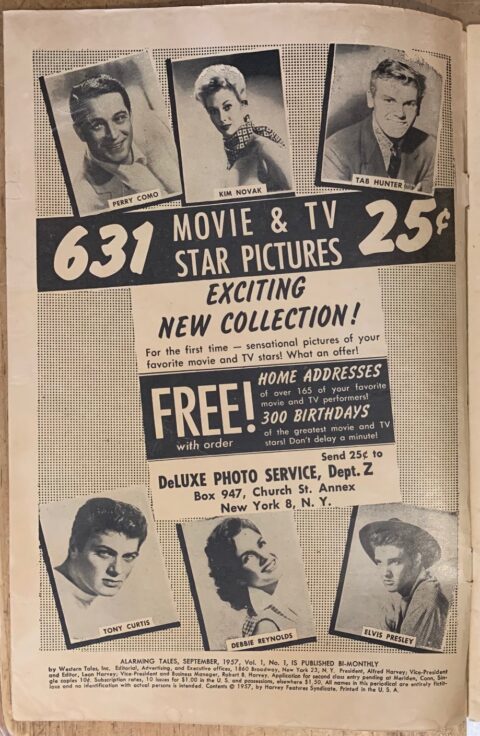 PERRY COMO
KIM NOVAK
TAB HUNTER
631 MOVIE & TV STAR PICTURES 25¢
EXCITING
NEW COLLECTION!
For the first time — sensational pictures of your
favorite movie and TV stars! What an offer!
FREE!
with order
HOME ADDRESSES
of over 165 of your favorite
movie and TV performers!
300 BIRTHDAYS
of the greatest movie and TV
stars! Don't delay a minute!
Send 25¢ to
DeLUXE PHOTO SERVICE, Dept. Z
Box 947, Church St. Annex
New York 8, N. Y.
TONY CURTIS
DEBBIE REYNOLDS
ELVIS PRESLEY
ALARMING TALES, SEPTEMBER, 1957, Vol. 1, No. 1, IS PUBLISHED BI-MONTHLY
by Western Tales, Inc. Editorial, Advertising, and Executive offices, 1860 Broadway, New York 23, N. Y. President, Alfred Harvey; Vice-President
and Editor, Leon Harvey; Vice-President and Business Manager, Robert B. Harvey. Application for second class entry pending at Meriden, Conn. Sin-
gle copies 10¢. Subscription rates, 10 issues for $1.00 in the U. S. and possessions, elsewhere $1.50. All names in this periodical are entirely fictit-
ious and no identification with actual persons is intended. Contents © 1957, by Harvey Features Syndicate. Printed in the U. S. A.